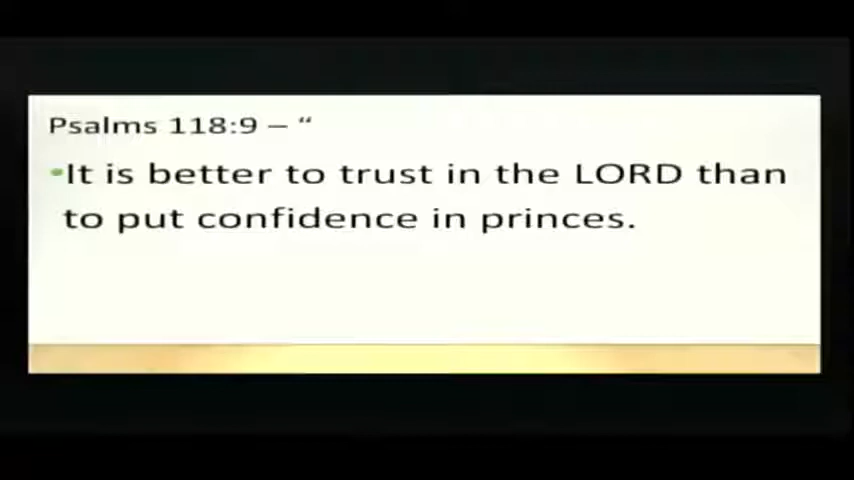 Psalms 118:9 – “
•It is better to trust in the LORD than
to put confidence in princes.